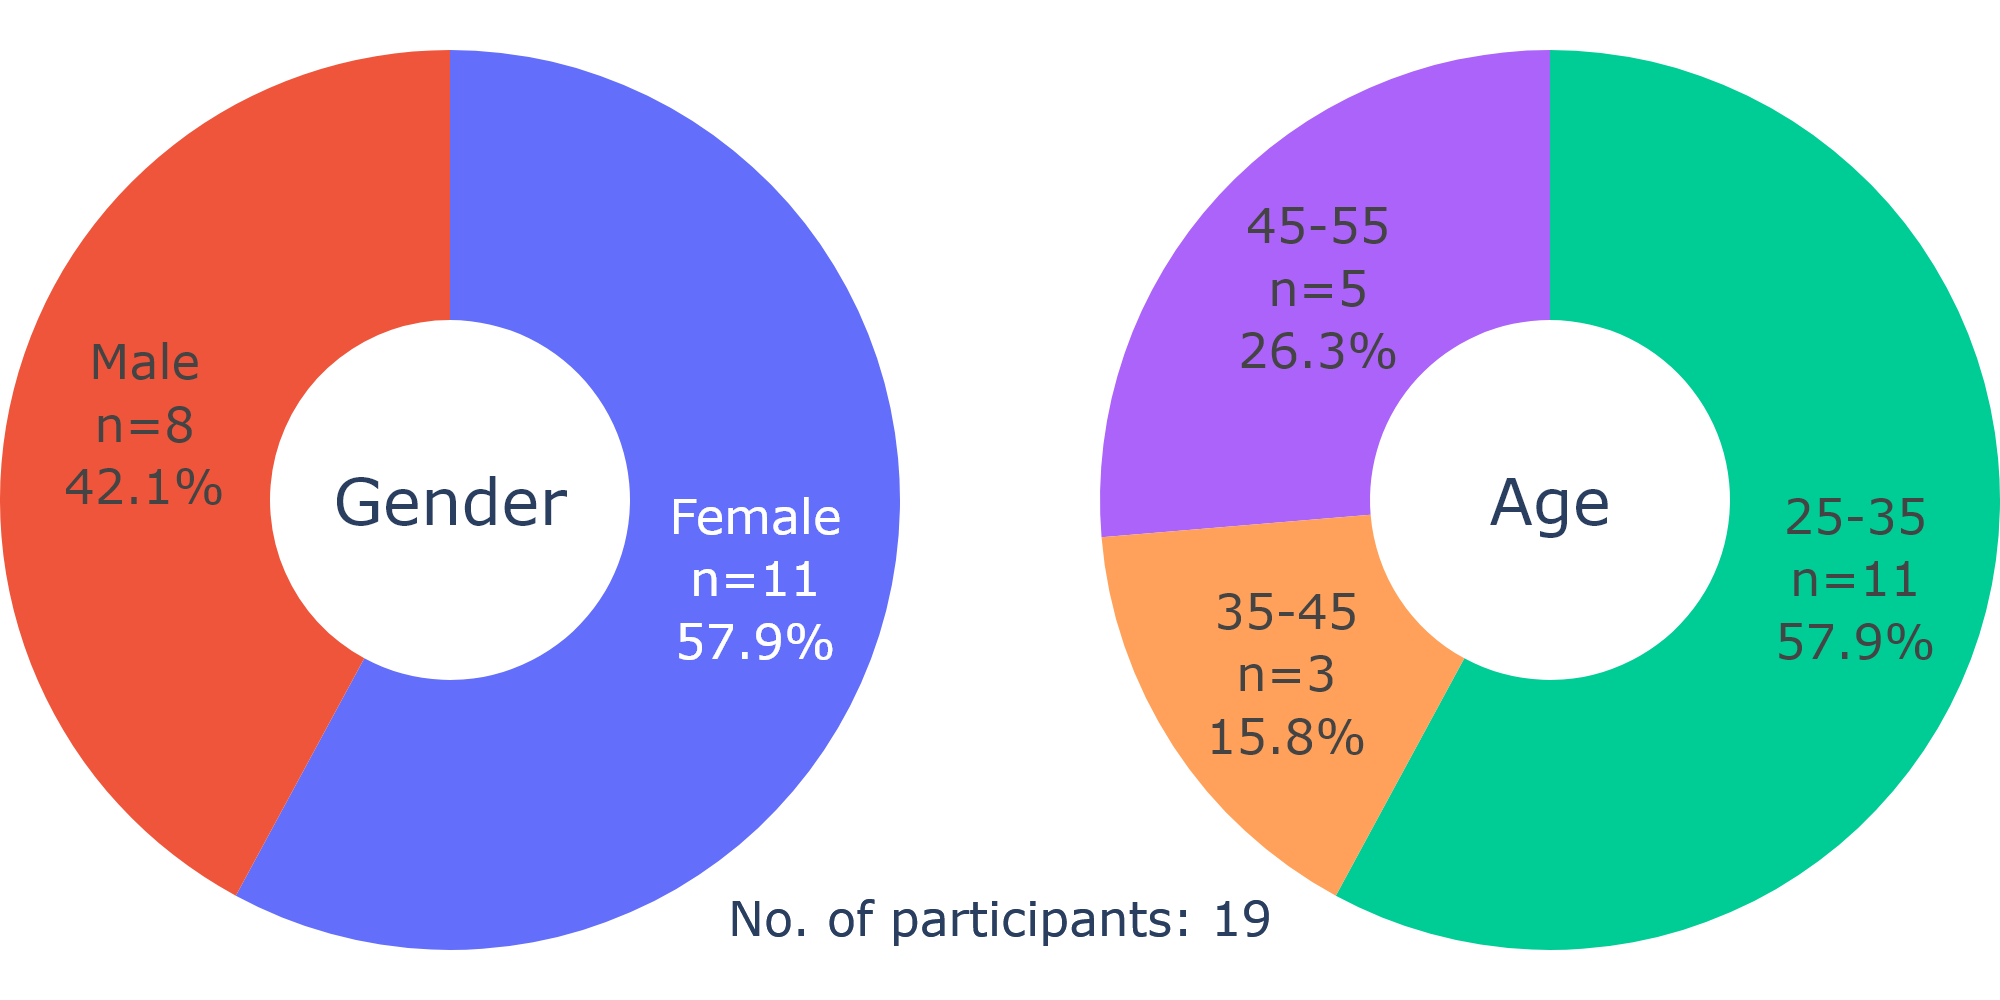 Male
n=8
42.1%
Gender
Female
n=11
57.9%
45-55
n=5
26.3%
Age
25-35
n=11
57.9%
35-45
n=3
15.8%
No. of participants: 19